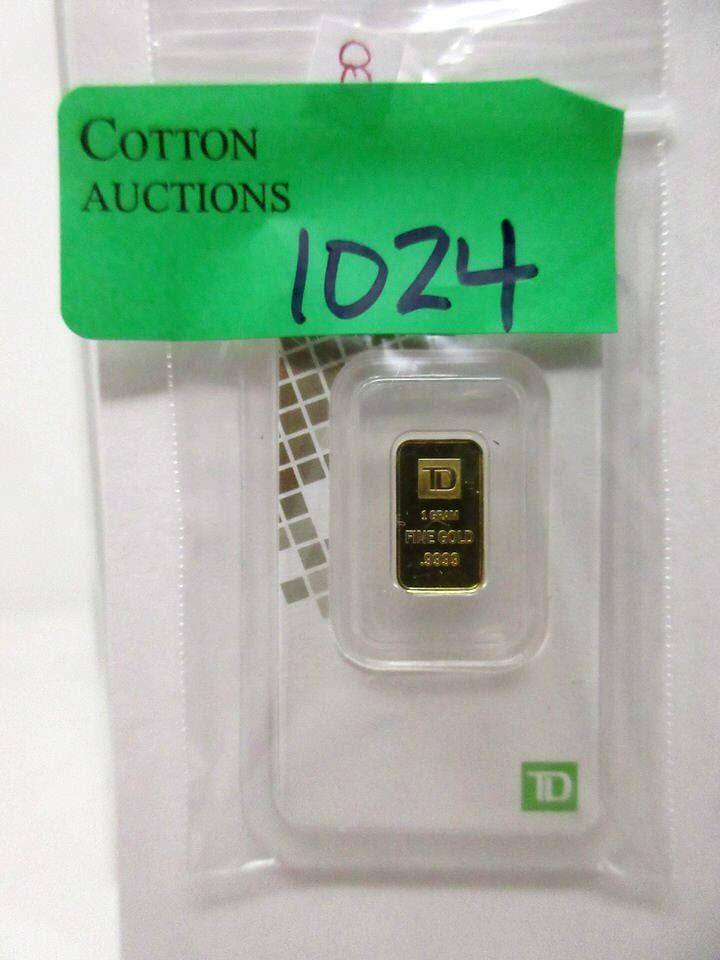 COTTON
AUCTIONS
1024
TD
1 GRAM
FINE GOLD
.9999
TD